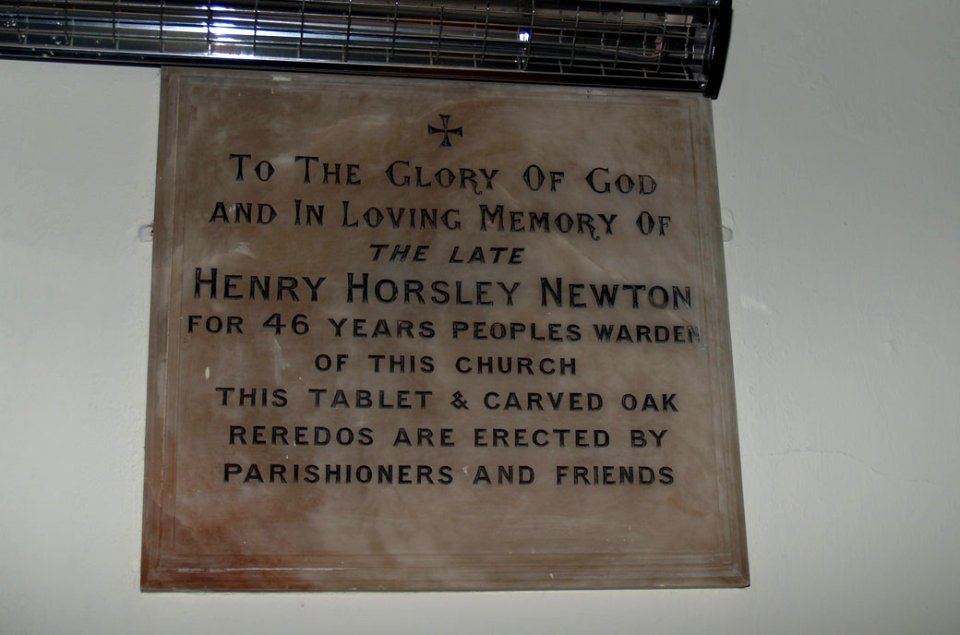 To The Glory Of God
and In Loving Memory Of
THE LATE
HENRY HORSLEY NEWTON
FOR 46 YEARS PEOPLES WARDEN
OF THIS CHURCH
THIS TABLET & CARVED OAK
REREDOS ARE ERECTED BY
PARISHIONERS AND FRIENDS